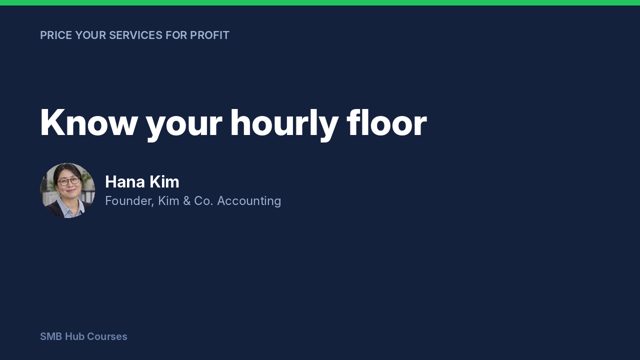 PRICE YOUR SERVICES FOR PROFIT
Know your hourly floor
Hana Kim
Founder, Kim & Co. Accounting
SMB Hub Courses